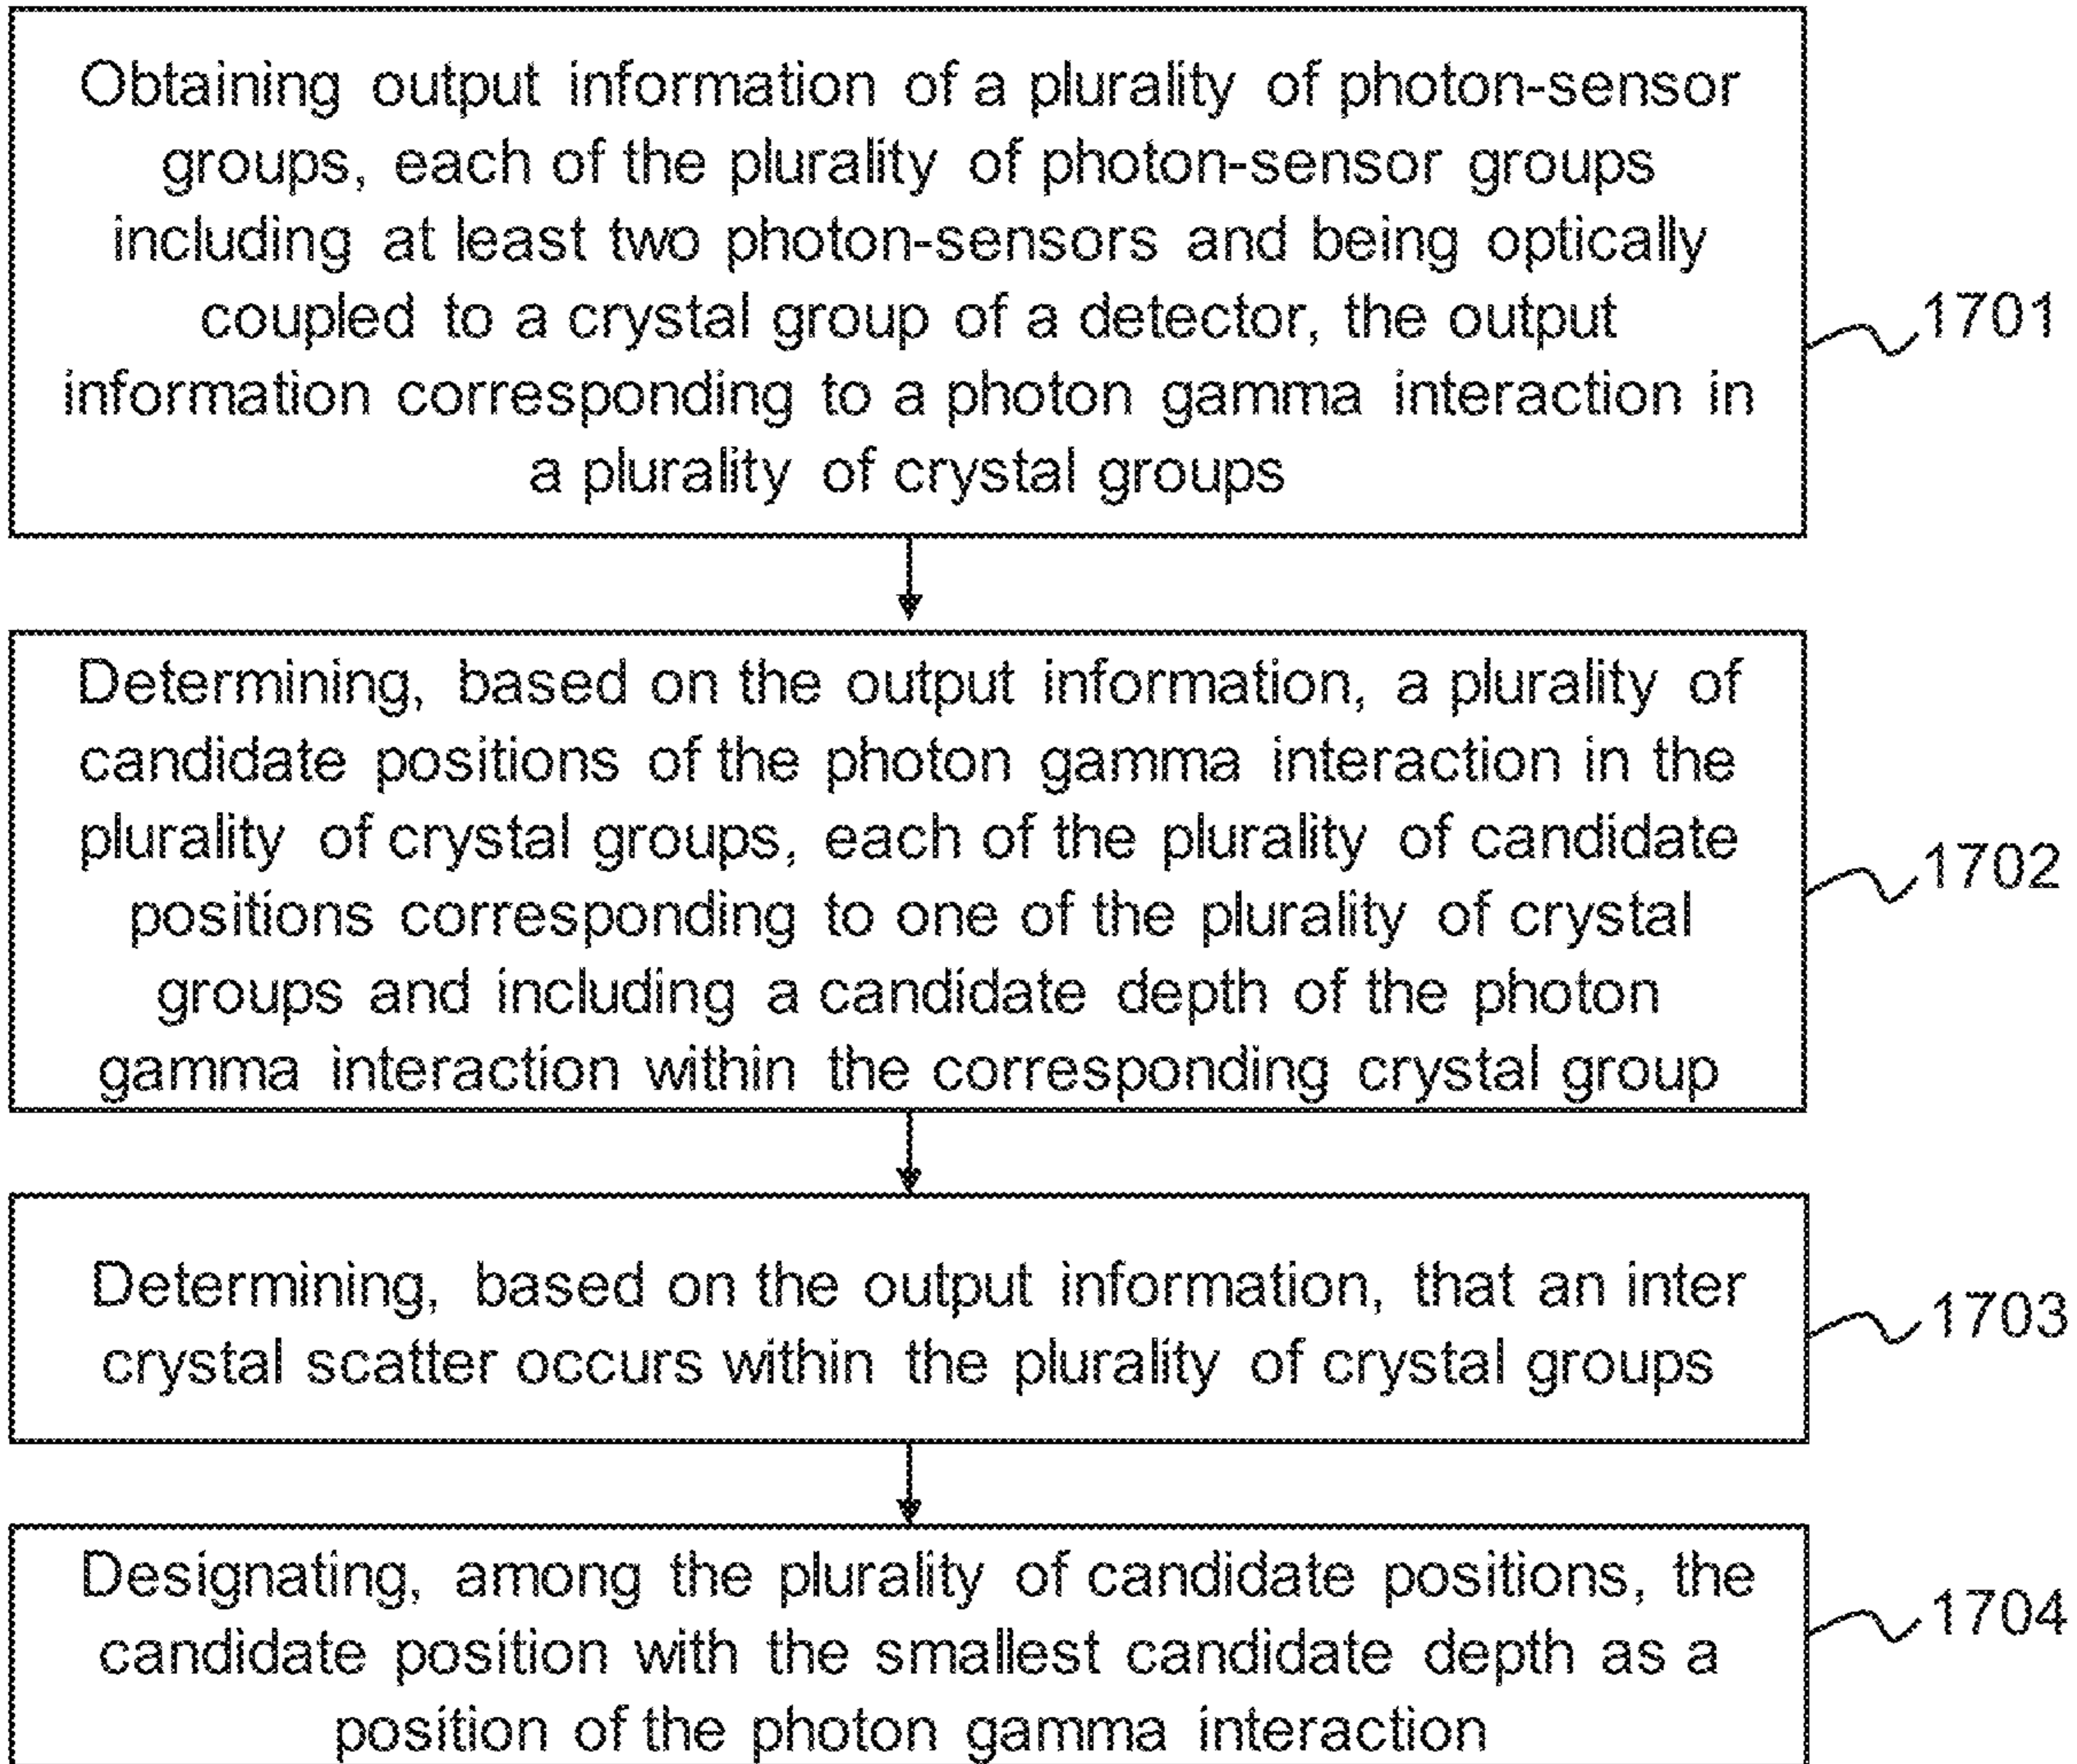 Obtaining output information of a plurality of photon-sensor
groups, each of the plurality of photon-sensor groups
including at least two photon-sensors and being optically
coupled to a crystal group of a detector, the output
information corresponding to a photon gamma interaction in
a plurality of crystal groups
1701
Determining, based on the output information, a plurality of
candidate positions of the photon gamma interaction in the
plurality of crystal groups, each of the plurality of candidate
positions corresponding to one of the plurality of crystal
groups and including a candidate depth of the photon
gamma interaction within the corresponding crystal group
1702
Determining, based on the output information, that an inter
crystal scatter occurs within the plurality of crystal groups
1703
Designating, among the plurality of candidate positions, the
candidate position with the smallest candidate depth as a
position of the photon gamma interaction
1704